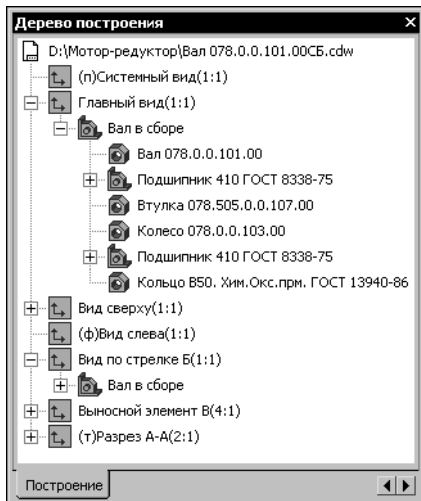 Дерево построения
D:\Мотор-редуктор\Вал 078.0.0.101.00СБ.cdw
(п)Системный вид(1:1)
Главный вид(1:1)
Вал в сборе
Вал 078.0.0.101.00
Подшипник 410 ГОСТ 8338-75
Втулка 078.505.0.0.107.00
Колесо 078.0.0.103.00
Подшипник 410 ГОСТ 8338-75
Кольцо B50. Хим.Окс.прм. ГОСТ 13940-86
Вид сверху(1:1)
(ф)Вид слева(1:1)
Вид по стрелке Б(1:1)
Вал в сборе
Выносной элемент В(4:1)
(т)Разрез А-А(2:1)
Построение